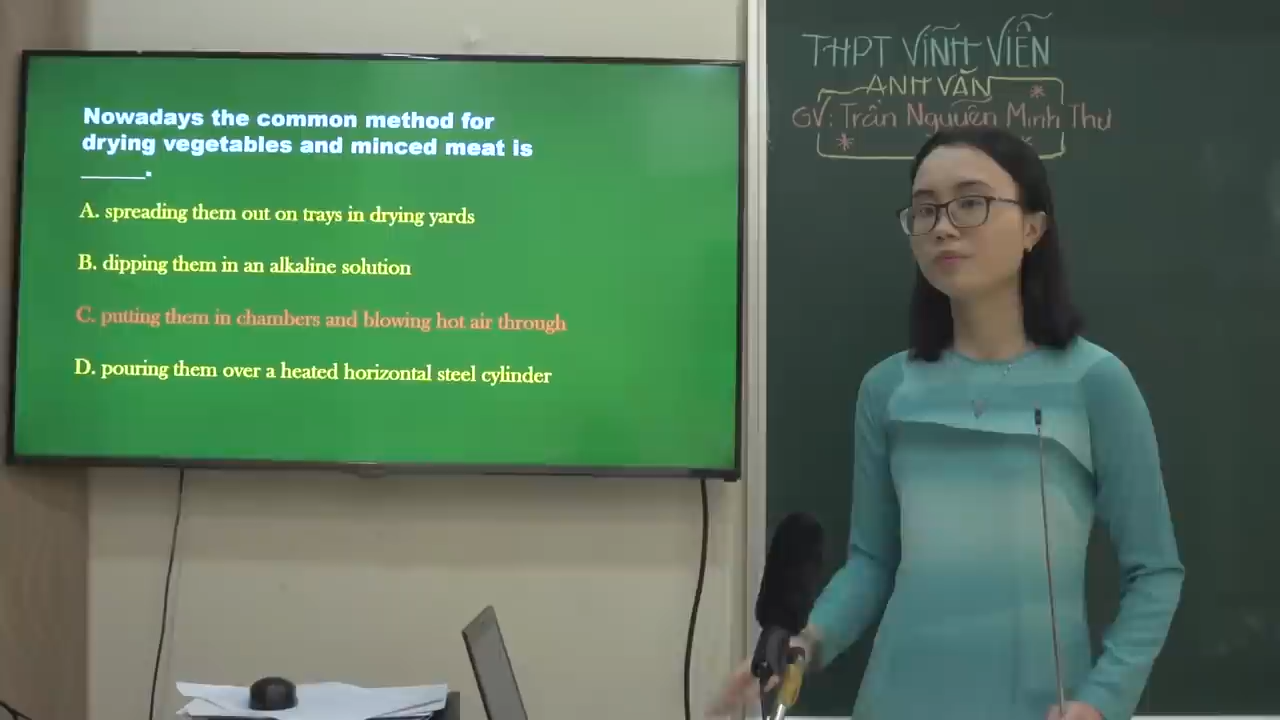 Nowadays the common method for
drying vegetables and minced meat is
______.
A. spreading them out on trays in drying yards
B. dipping them in an alkaline solution
C. putting them in chambers and blowing hot air through
D. pouring them over a heated horizontal steel cylinder
THPT VĨNH VIỄN
ANH VĂN
GV: Trần Nguyễn Minh Thư